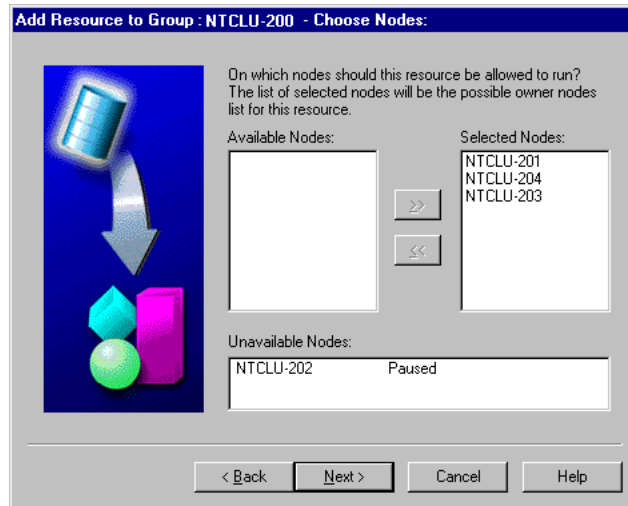 Add Resource to Group : NTCLU-200 - Choose Nodes:
On which nodes should this resource be allowed to run?
The list of selected nodes will be the possible owner nodes
list for this resource.
Available Nodes:
Selected Nodes:
NTCLU-201
NTCLU-204
NTCLU-203
>>
<<
Unavailable Nodes:
NTCLU-202 Paused
< Back
Next >
Cancel
Help